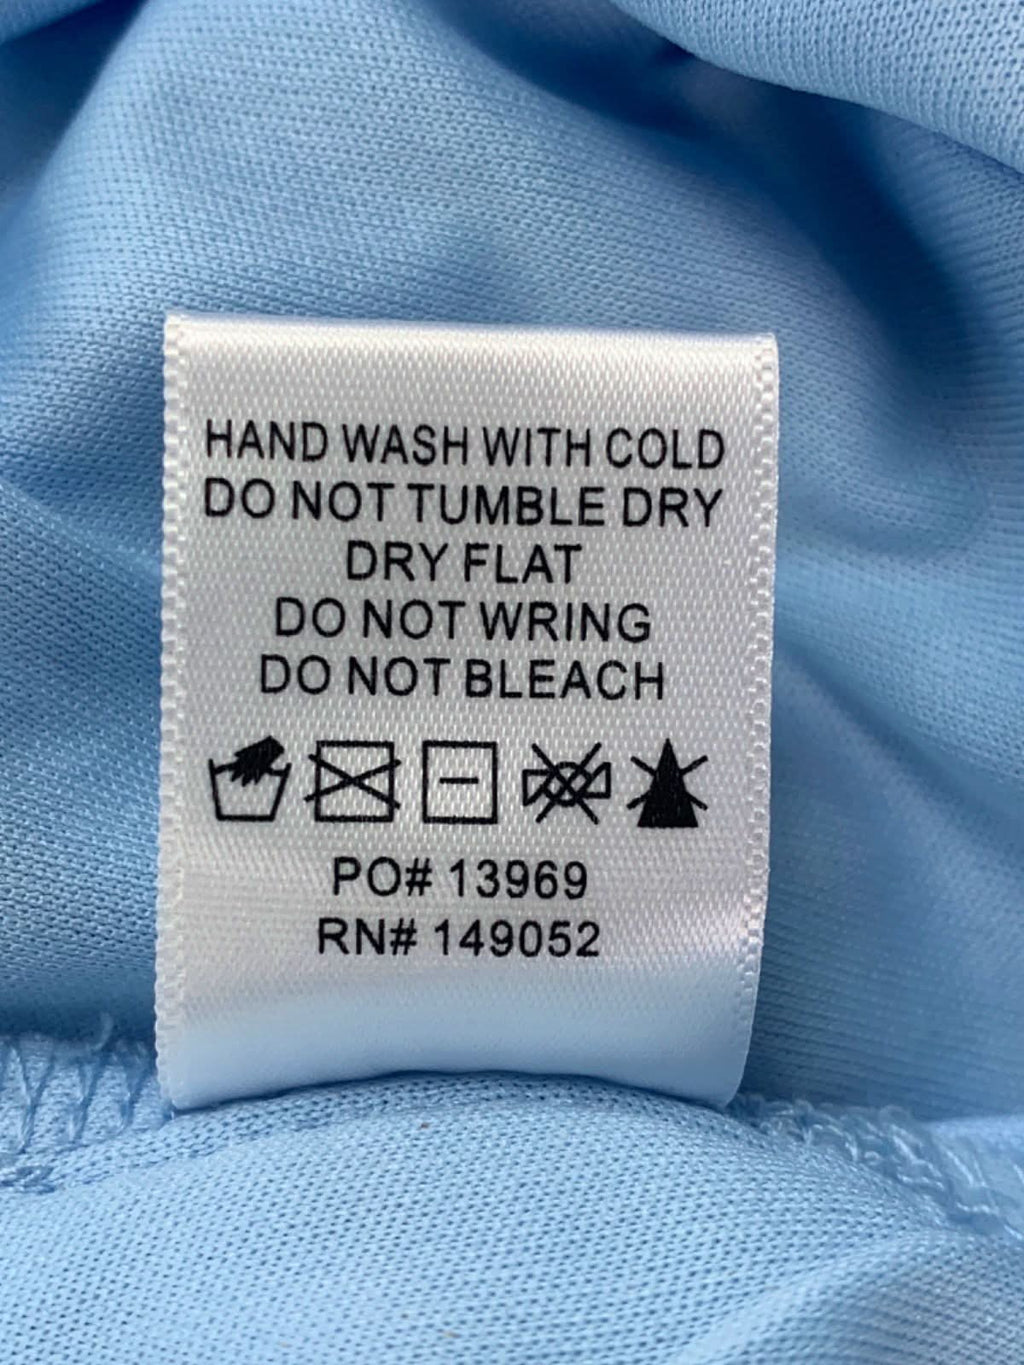 HAND WASH WITH COLD
DO NOT TUMBLE DRY
DRY FLAT
DO NOT WRING
DO NOT BLEACH
PO# 13969
RN# 149052